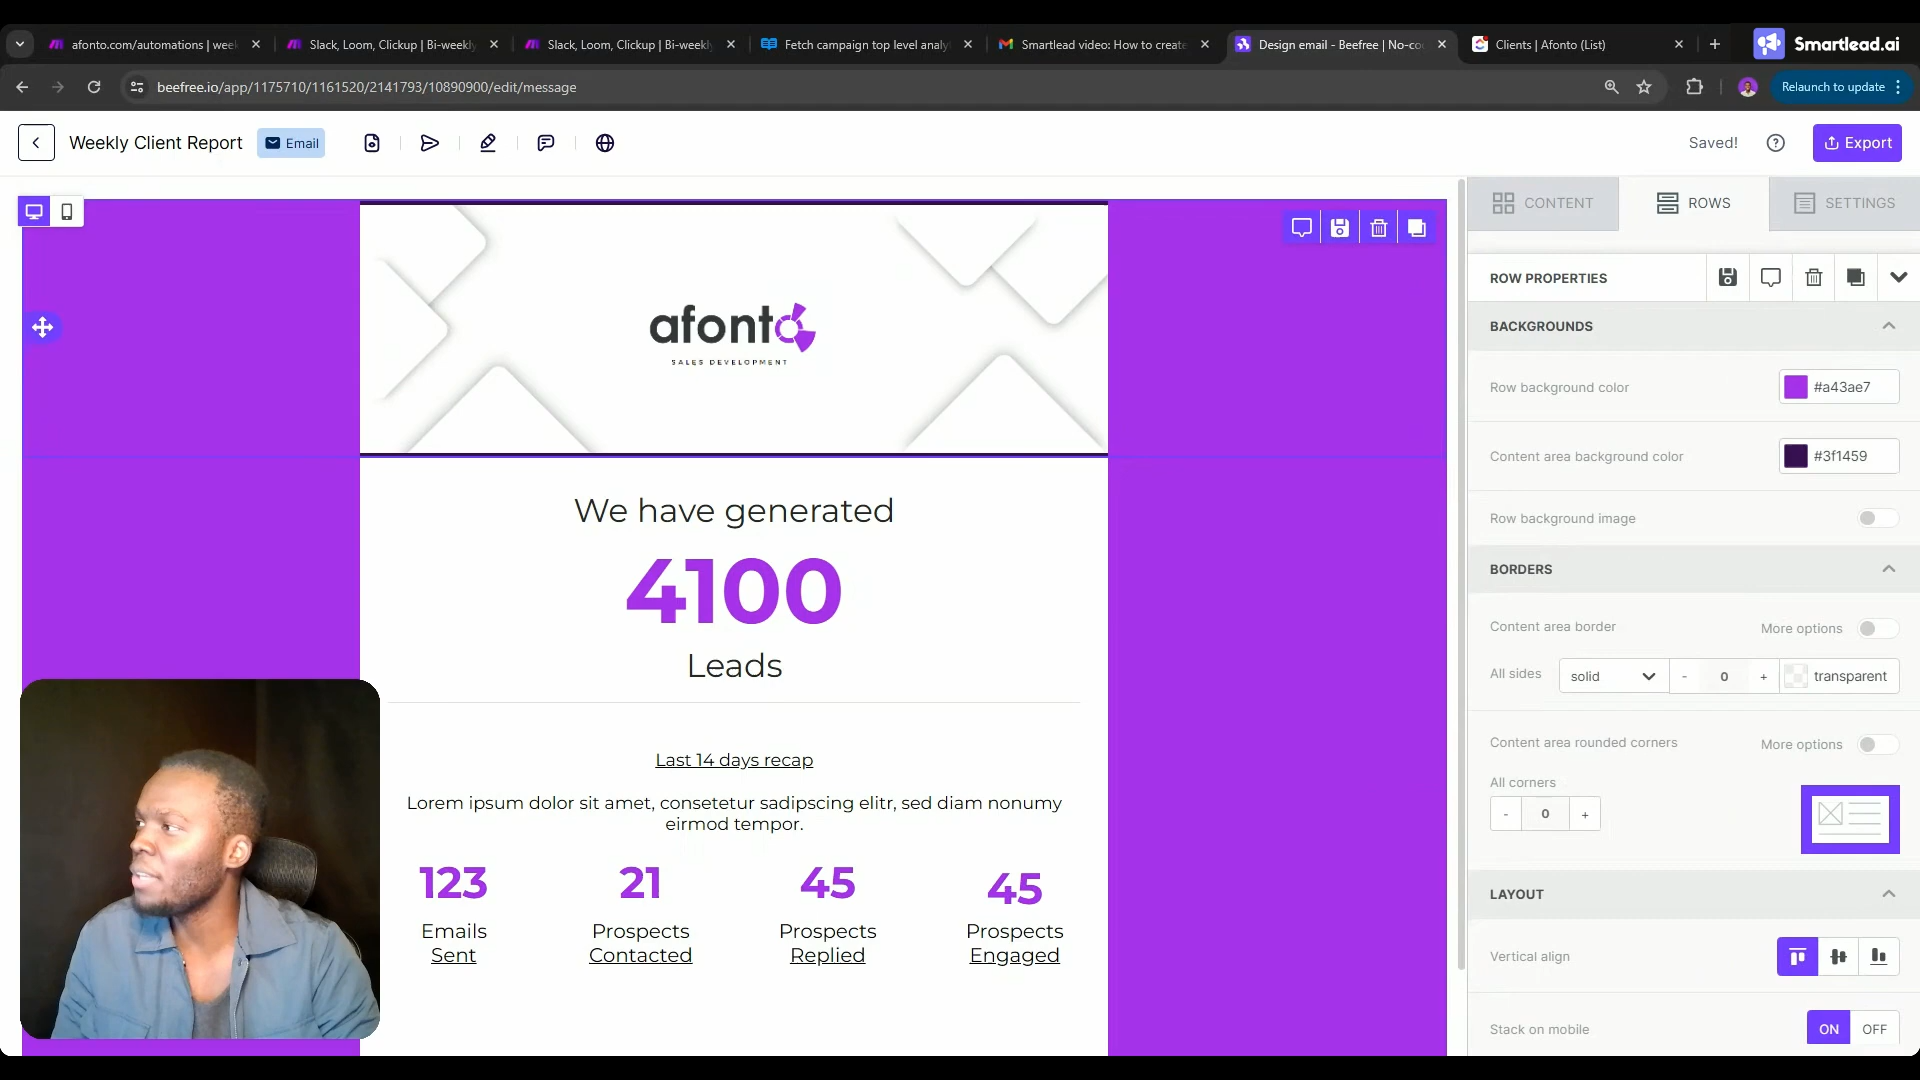 afonto.com/automations | week
Slack, Loom, Clickup | Bi-weekly
Slack, Loom, Clickup | Bi-weekly
Fetch campaign top level analy
Smartlead video: How to create
Design email - Beefree | No-co
Clients | Afonto (List)
Smartlead.ai
beefree.io/app/1175710/1161520/2141793/10890900/edit/message
Relaunch to update
Weekly Client Report
Email
Saved!
Export
CONTENT
ROWS
SETTINGS
afonto
SALES DEVELOPMENT
We have generated
4100
Leads
Last 14 days recap
Lorem ipsum dolor sit amet, consetetur sadipscing elitr, sed diam nonumy
eirmod tempor.
123
21
45
45
Emails
Sent
Prospects
Contacted
Prospects
Replied
Prospects
Engaged
ROW PROPERTIES
BACKGROUNDS
Row background color
#a43ae7
Content area background color
#3f1459
Row background image
BORDERS
Content area border
More options
All sides
solid
- 0 +
transparent
Content area rounded corners
More options
All corners
- 0 +
LAYOUT
Vertical align
Stack on mobile
ON
OFF